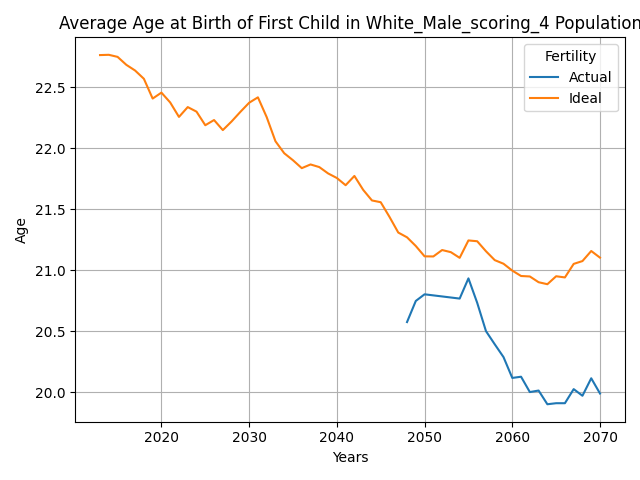 Average Age at Birth of First Child in White_Male_scoring_4 Population
Fertility
Actual
Ideal
22.5
22.0
21.5
21.0
20.5
20.0
Age
2020 2030 2040 2050 2060 2070
Years